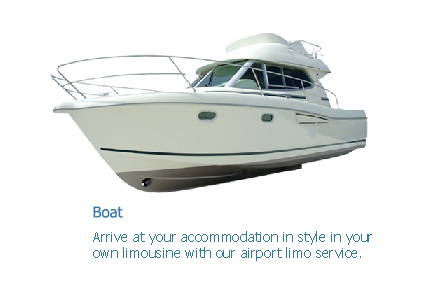 Boat
Arrive at your accommodation in style in your
own limousine with our airport limo service.